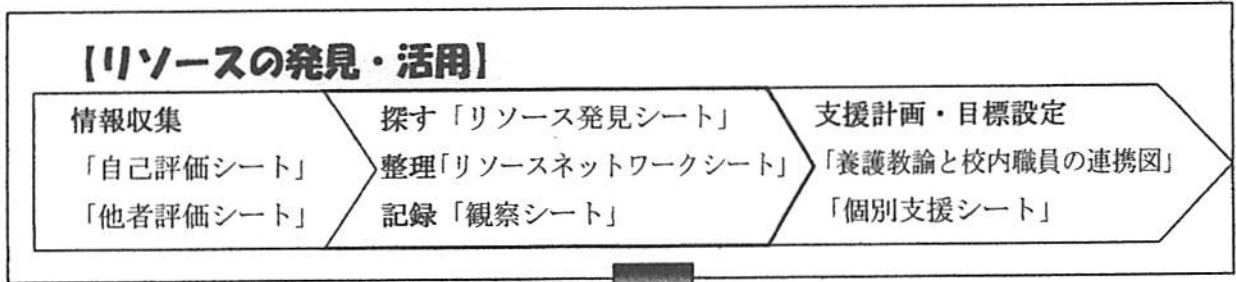 【リソースの発見・活用】
情報収集
「自己評価シート」
「他者評価シート」
探す「リソース発見シート」
整理「リソースネットワークシート」
記録「観察シート」
支援計画・目標設定
「養護教諭と校内職員の連携図」
「個別支援シート」